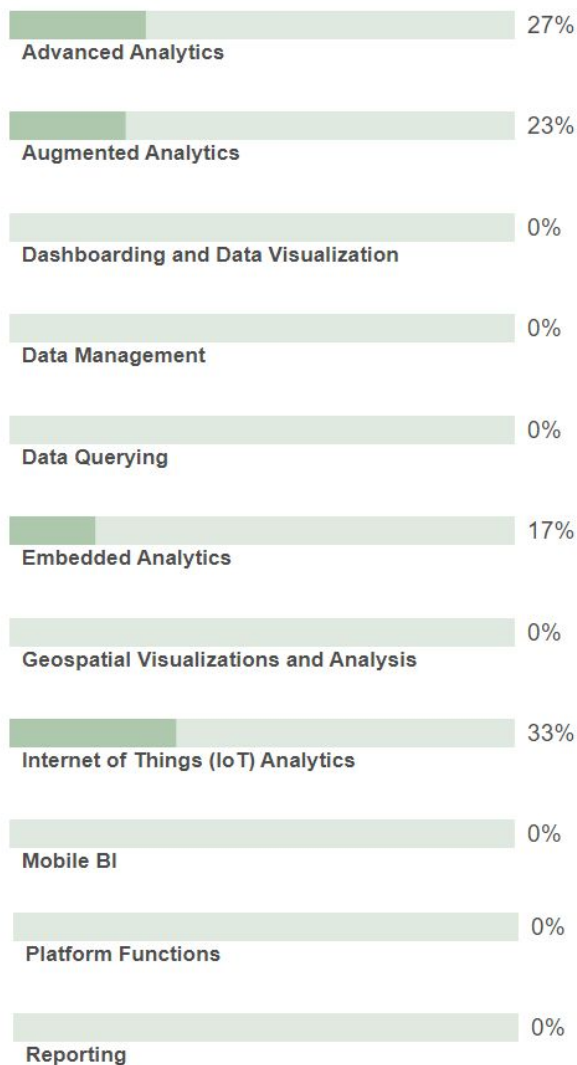 27%
Advanced Analytics
23%
Augmented Analytics
0%
Dashboarding and Data Visualization
0%
Data Management
0%
Data Querying
17%
Embedded Analytics
0%
Geospatial Visualizations and Analysis
33%
Internet of Things (IoT) Analytics
0%
Mobile BI
0%
Platform Functions
0%
Reporting